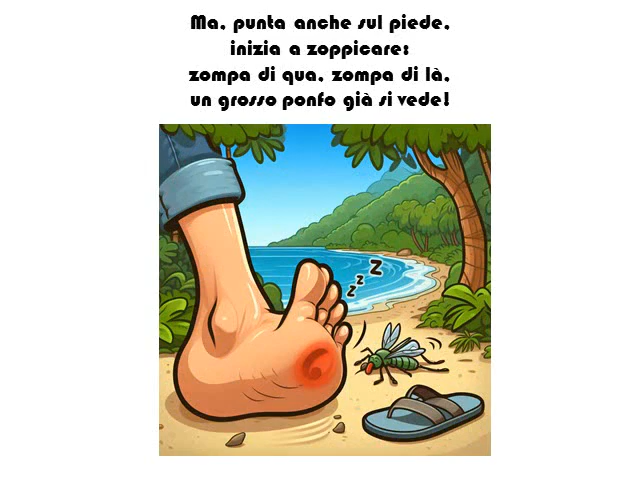 Ma, punta anche sul piede,
inizia a zoppicare:
zompa di qua, zompa di là,
un grosso ponfo già si vede!
z z Z